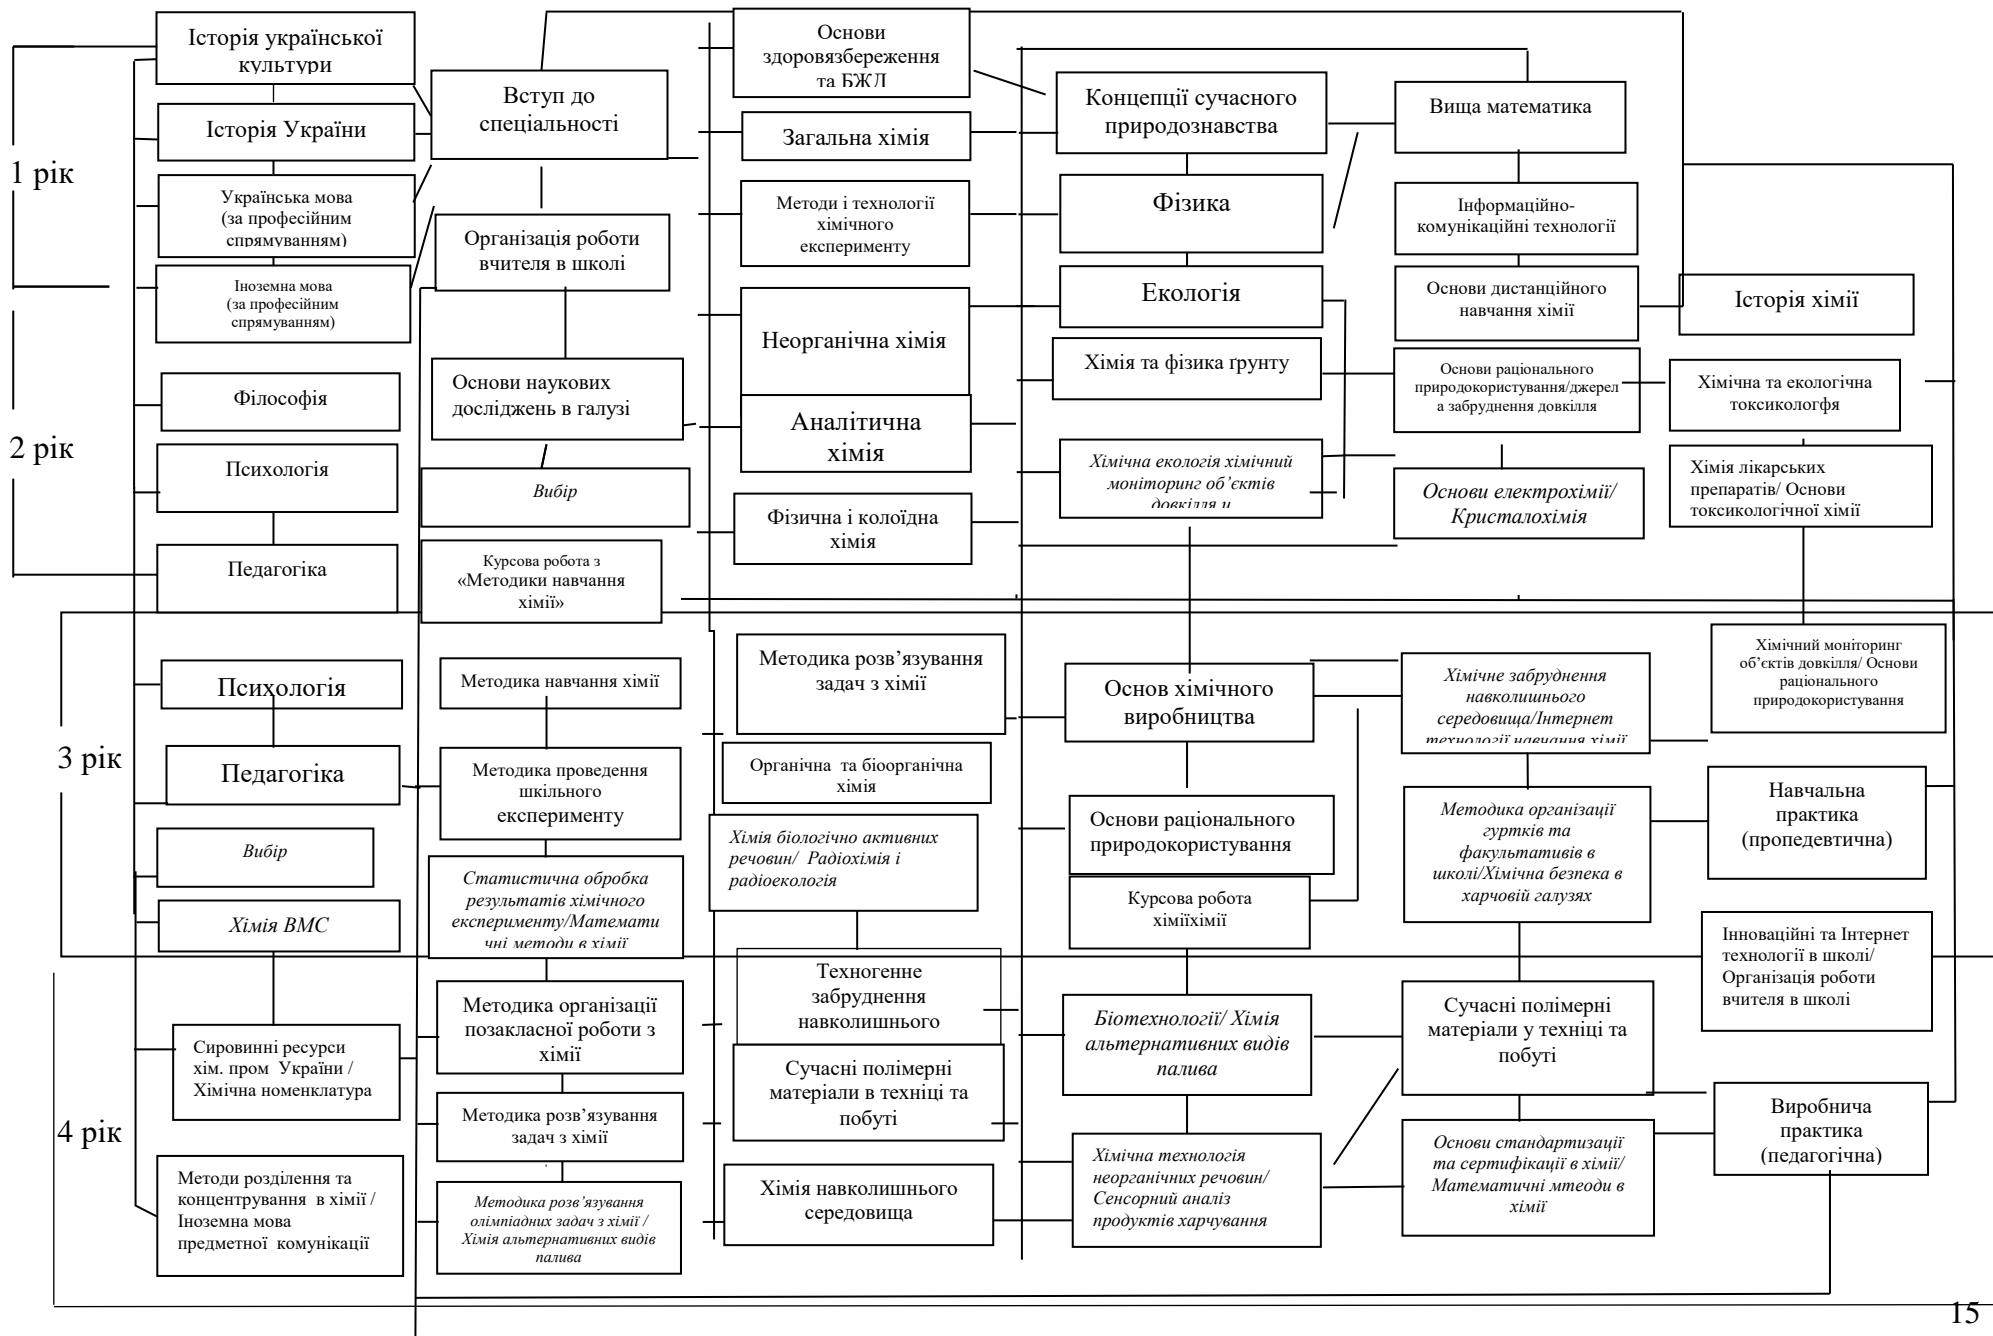 Історія української
культури
Історія України
Українська мова
(за професійним
спрямуванням)
Іноземна мова
(за професійним
спрямуванням)
1 рік
Вступ до
спеціальності
Організація роботи
вчителя в школі
Основи
здоровязбереження
та БЖД
Загальна хімія
Методи і технології
хімічного
експерименту
Концепції сучасного
природознавства
Фізика
Екологія
Вища математика
Інформаційно-
комунікаційні технології
Основи дистанційного
навчання хімії
Історія хімії
2 рік
Філософія
Психологія
Педагогіка
Основи наукових
досліджень в галузі
Вибір
Курсова робота з
«Методики навчання
хімії»
Неорганічна хімія
Аналітична
хімія
Фізична і колоїдна
хімія
Хімія та фізика ґрунту
Хімічна екологія хімічний
моніторинг об’єктів
довкілля и
Основи раціонального
природокористування/джерел
а забруднення довкілля
Основи електрохімії/
Кристалохімія
Хімічна та екологічна
токсикологфя
Хімія лікарських
препаратів/ Основи
токсикологічної хімії
3 рік
Психологія
Педагогіка
Вибір
Хімія ВМС
Методика навчання хімії
Методика проведення
шкільного
експерименту
Статистична обробка
результатів хімічного
експерименту/Математи
чні методи в хімії
Методика розв’язування
задач з хімії
Органічна та біоорганічна
хімія
Хімія біологічно активних
речовин/ Радіохімія і
радіоекологія
Основ хімічного
виробництва
Основи раціонального
природокористування
Курсова робота
хіміїхімії
Хімічне забруднення
навколишнього
середовища/Інтернет
технології навчання хімії
Методика організації
гуртків та
факультативів в
школі/Хімічна безпека в
харчовій галузях
Хімічний моніторинг
об’єктів довкілля/ Основи
раціонального
природокористування
Навчальна
практика
(пропедевтична)
Інноваційні та Інтернет
технології в школі/
Організація роботи
вчителя в школі
4 рік
Сировинні ресурси
хім. пром України /
Хімічна номенклатура
Методи розділення та
концентрування в хімії /
Іноземна мова
предметної комунікації
Методика організації
позакласної роботи з
хімії
Методика розв’язування
задач з хімії
Методика розв’язування
олімпіадних задач з хімії /
Хімія альтернативних видів
палива
Техногенне
забруднення
навколишнього
Сучасні полімерні
матеріали в техніці та
побуті
Хімія навколишнього
середовища
Біотехнології/ Хімія
альтернативних видів
палива
Хімічна технологія
неорганічних речовин/
Сенсорний аналіз
продуктів харчування
Сучасні полімерні
матеріали у техніці та
побуті
Основи стандартизації
та сертифікації в хімії/
Математичні мтеоди в
хімії
Виробнича
практика
(педагогічна)
15